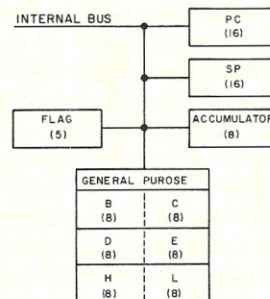 INTERNAL BUS
PC
(16)
SP
(16)
FLAG
(5)
ACCUMULATOR
(8)
GENERAL PUROSE
B C
(8) (8)
D E
(8) (8)
H L
(8) (8)